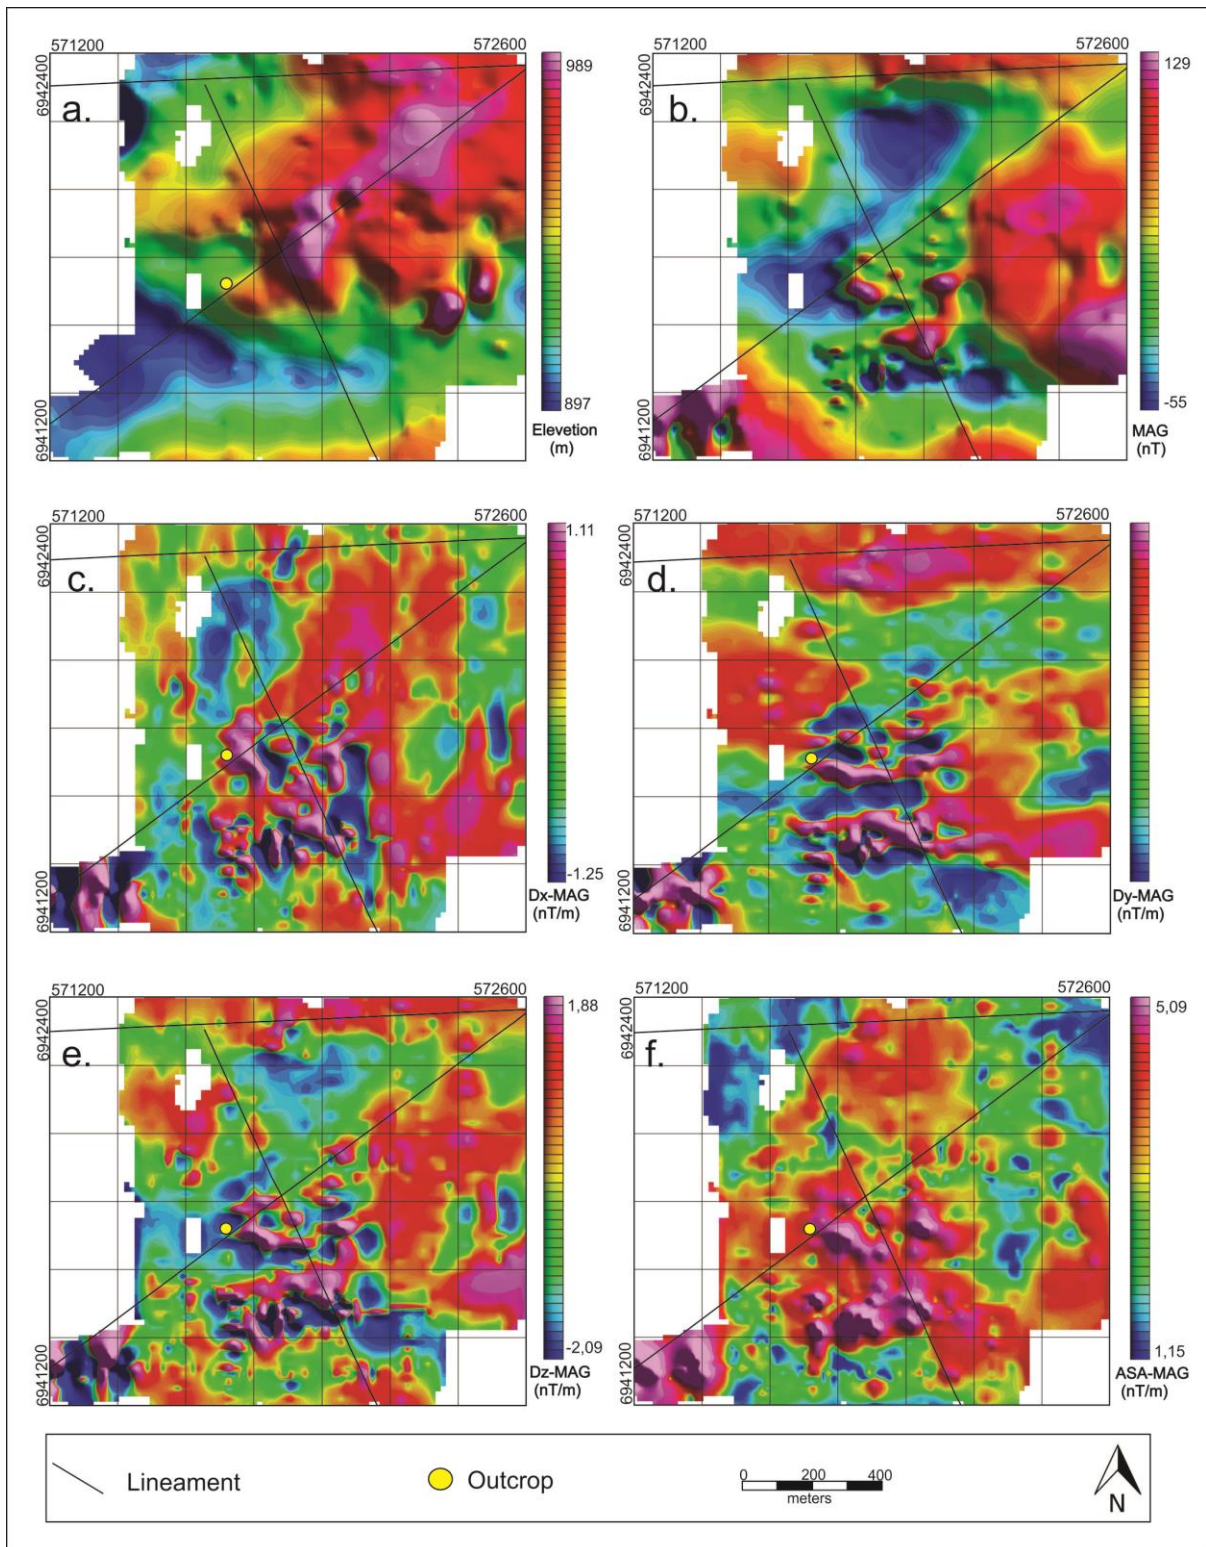 571200 572600 571200 572600
6942400 a. 989 6942400 b. 129
6941200 897 6941200 -55
Elevetion MAG
(m) (nT)
571200 572600 571200 572600
6942400 c. 1.11 6942400 d.
6941200 -1.25 6941200
Dx-MAG Dy-MAG
(nT/m) (nT/m)
571200 572600 571200 572600
6942400 e. 1,88 6942400 f. 5,09
6941200 -2,09 6941200 1,15
Dz-MAG ASA-MAG
(nT/m) (nT/m)
Lineament Outcrop 0 200 400
meters
N